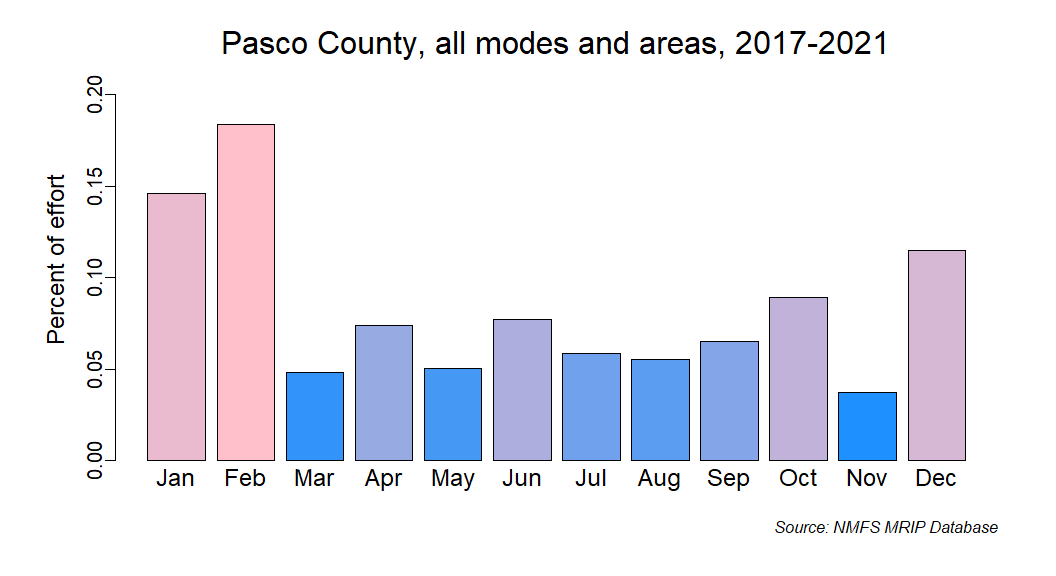 Pasco County, all modes and areas, 2017-2021
Percent of effort
0.20
0.15
0.10
0.05
0.00
Jan Feb Mar Apr May Jun Jul Aug Sep Oct Nov Dec
Source: NMFS MRIP Database